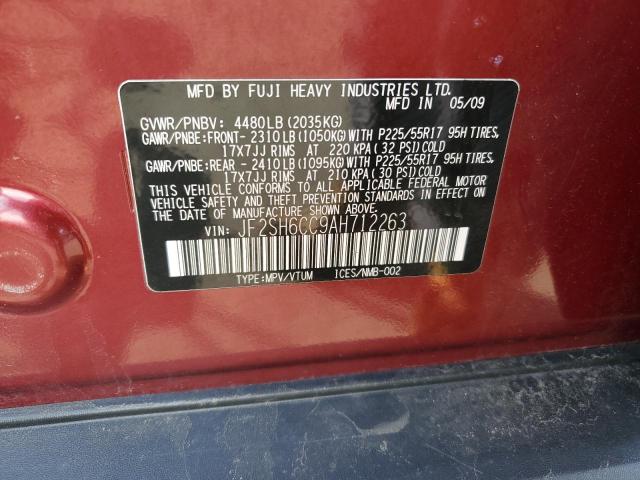 MFD BY FUJI HEAVY INDUSTRIES LTD.
MFD IN 05/09
GVWR/PNBV: 4480LB(2035KG)
GAWR/PNBE:FRONT- 2310LB(1050KG)WITH P225/55R17 95H TIRES,
17X7JJ RIMS AT 220 KPA( 32 PSI)COLD
GAWR/PNBE:REAR - 2410LB(1095KG)WITH P225/55R17 95H TIRES,
17X7JJ RIMS AT 210 KPA( 30 PSI)COLD
THIS VEHICLE CONFORMS TO ALL APPLICABLE FEDERAL MOTOR
VEHICLE SAFETY AND THEFT PREVENTION STANDARDS IN EFFECT
ON THE DATE OF MANUFACTURE SHOWN ABOVE.
VIN: JF2SH6CC9AH712263
TYPE:MPV/VTUM ICES/NMB-002